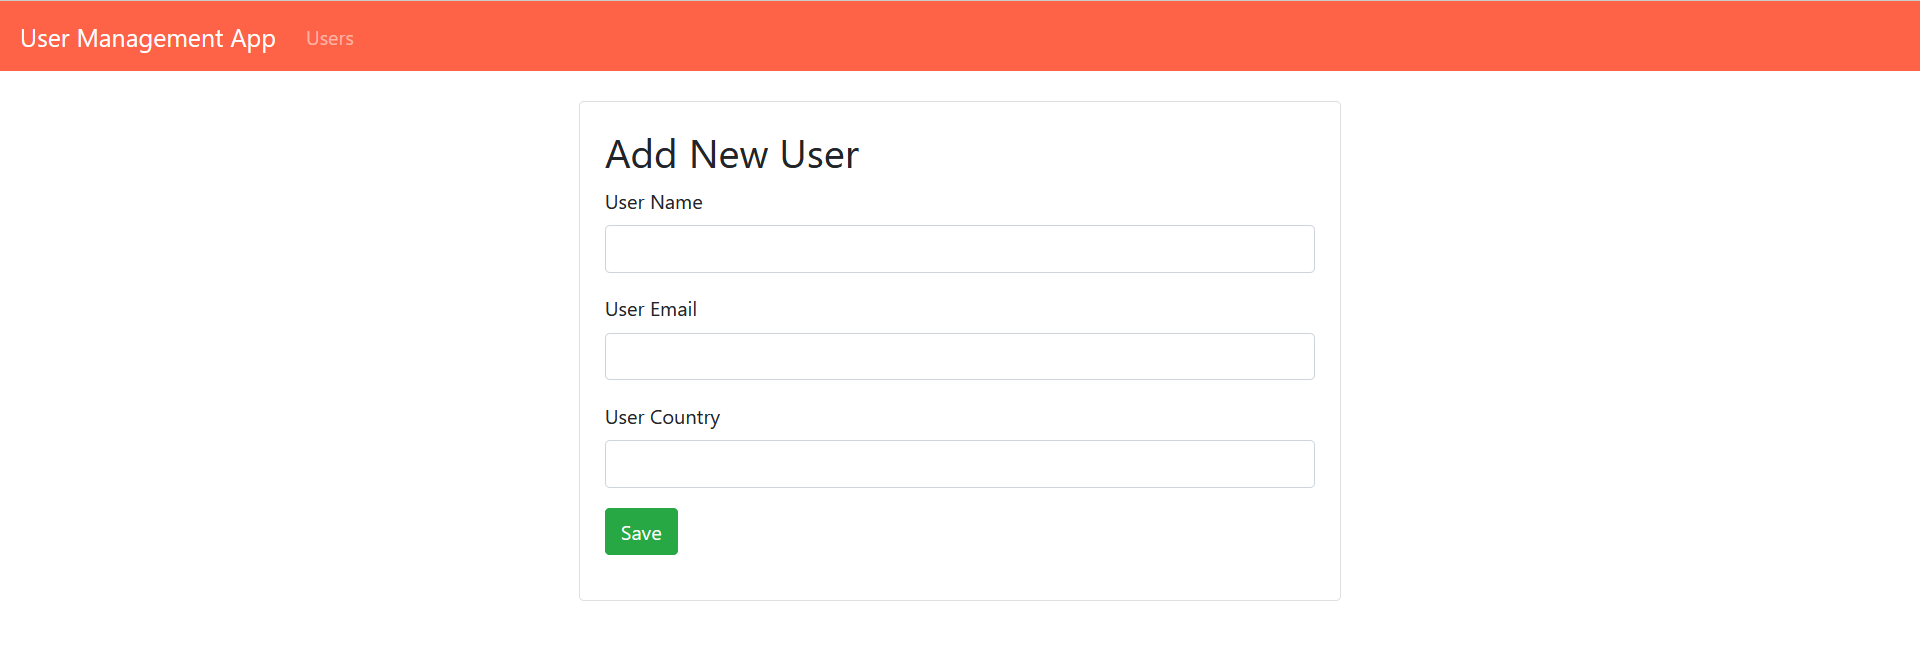 User Management App Users
Add New User
User Name
User Email
User Country
Save